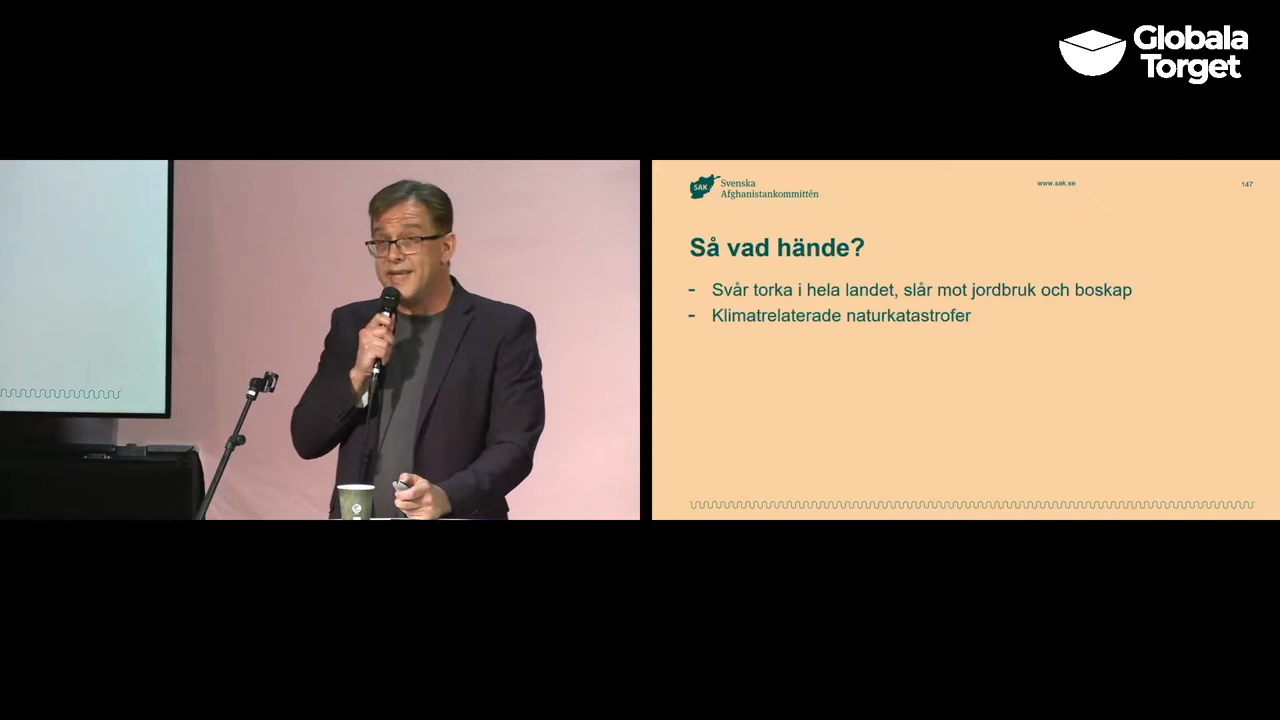 Globala
Torget
SAK
Svenska
Afghanistankommittén
www.sak.se
147
Så vad hände?
- Svår torka i hela landet, slår mot jordbruk och boskap
- Klimatrelaterade naturkatastrofer